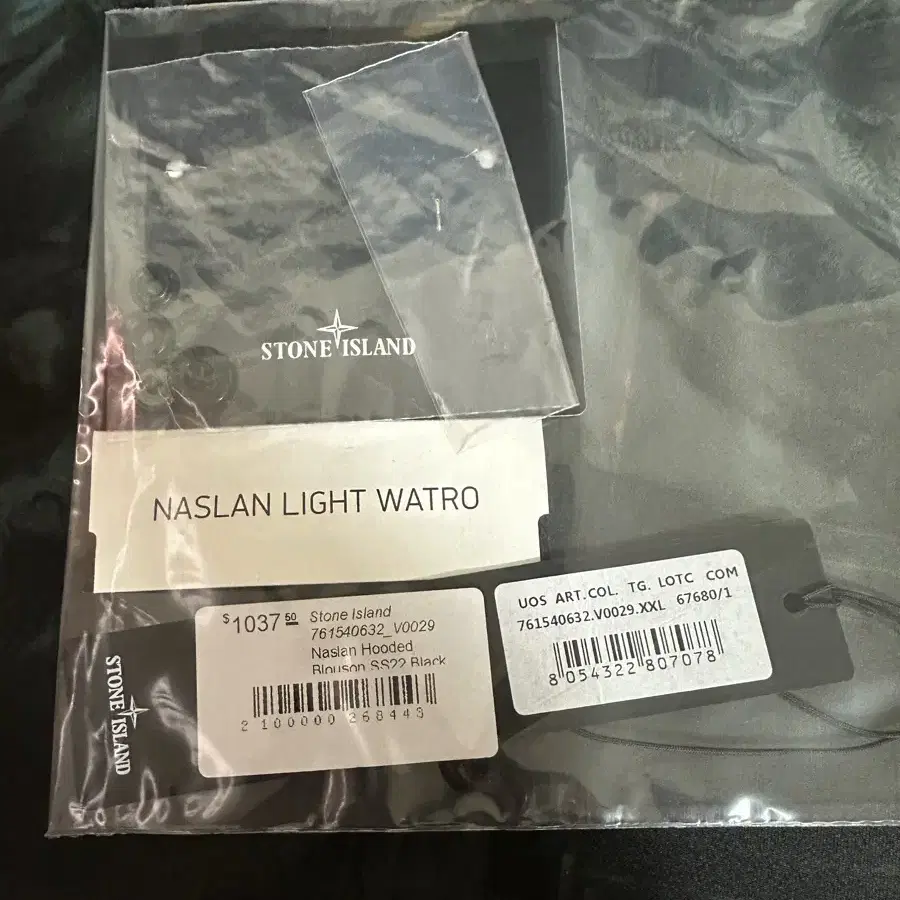 STONE ISLAND
NASLAN LIGHT WATRO
$1037 50
Stone Island
761540632_V0029
Naslan Hooded
Blouson SS22 Black
2 100000 268443
UOS ART.COL. TG. LOTC COM
761540632.V0029.XXL 67680/1
8 054322 807078
STONE ISLAND